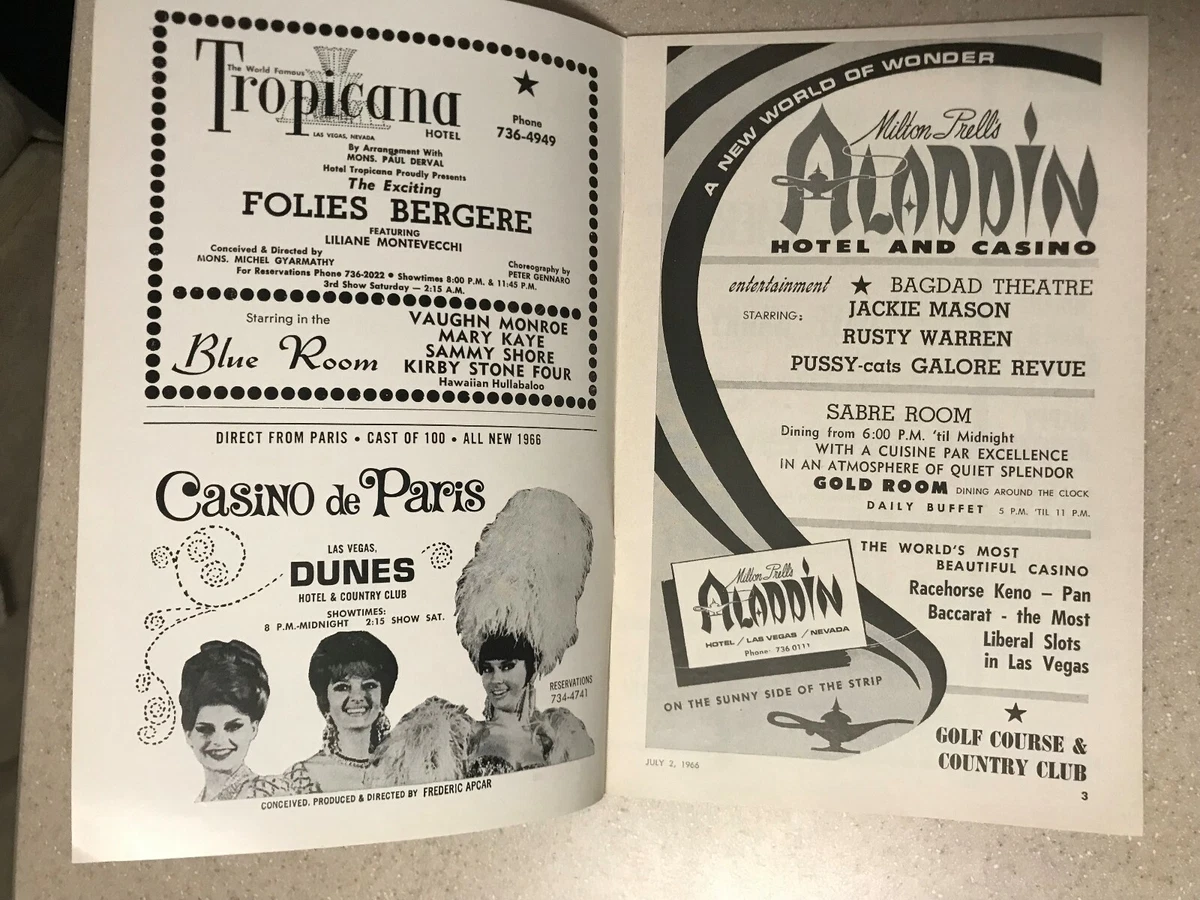 The World Famous
Tropicana
LAS VEGAS, NEVADA
HOTEL
Phone
736-4949
By Arrangement With
MONS. PAUL DERVAL
Hotel Tropicana Proudly Presents
The Exciting
FOLIES BERGERE
FEATURING
LILIANE MONTEVECCHI
Conceived & Directed by
MONS. MICHEL GYARMATHY
Choreography by
PETER GENNARO
For Reservations Phone 736-2022 • Showtimes 8:00 P.M. & 11:45 P.M.
3rd Show Saturday — 2:15 A.M.
Starring in the
Blue Room
VAUGHN MONROE
MARY KAYE
SAMMY SHORE
KIRBY STONE FOUR
Hawaiian Hullabaloo
DIRECT FROM PARIS • CAST OF 100 • ALL NEW 1966
Casino de Paris
LAS VEGAS,
DUNES
HOTEL & COUNTRY CLUB
SHOWTIMES:
8 P.M.-MIDNIGHT 2:15 SHOW SAT.
RESERVATIONS
734-4741
CONCEIVED, PRODUCED & DIRECTED BY FREDERIC APCAR
A NEW WORLD OF WONDER
Milton Prell's
ALADDIN
HOTEL AND CASINO
entertainment ★ BAGDAD THEATRE
STARRING: JACKIE MASON
RUSTY WARREN
PUSSY-cats GALORE REVUE
SABRE ROOM
Dining from 6:00 P.M. 'til Midnight
WITH A CUISINE PAR EXCELLENCE
IN AN ATMOSPHERE OF QUIET SPLENDOR
GOLD ROOM DINING AROUND THE CLOCK
DAILY BUFFET 5 P.M. 'TIL 11 P.M.
THE WORLD'S MOST
BEAUTIFUL CASINO
Racehorse Keno – Pan
Baccarat - the Most
Liberal Slots
in Las Vegas
Milton Prell's
ALADDIN
HOTEL / LAS VEGAS / NEVADA
Phone: 736 0111
ON THE SUNNY SIDE OF THE STRIP
GOLF COURSE &
COUNTRY CLUB
JULY 2, 1966
3